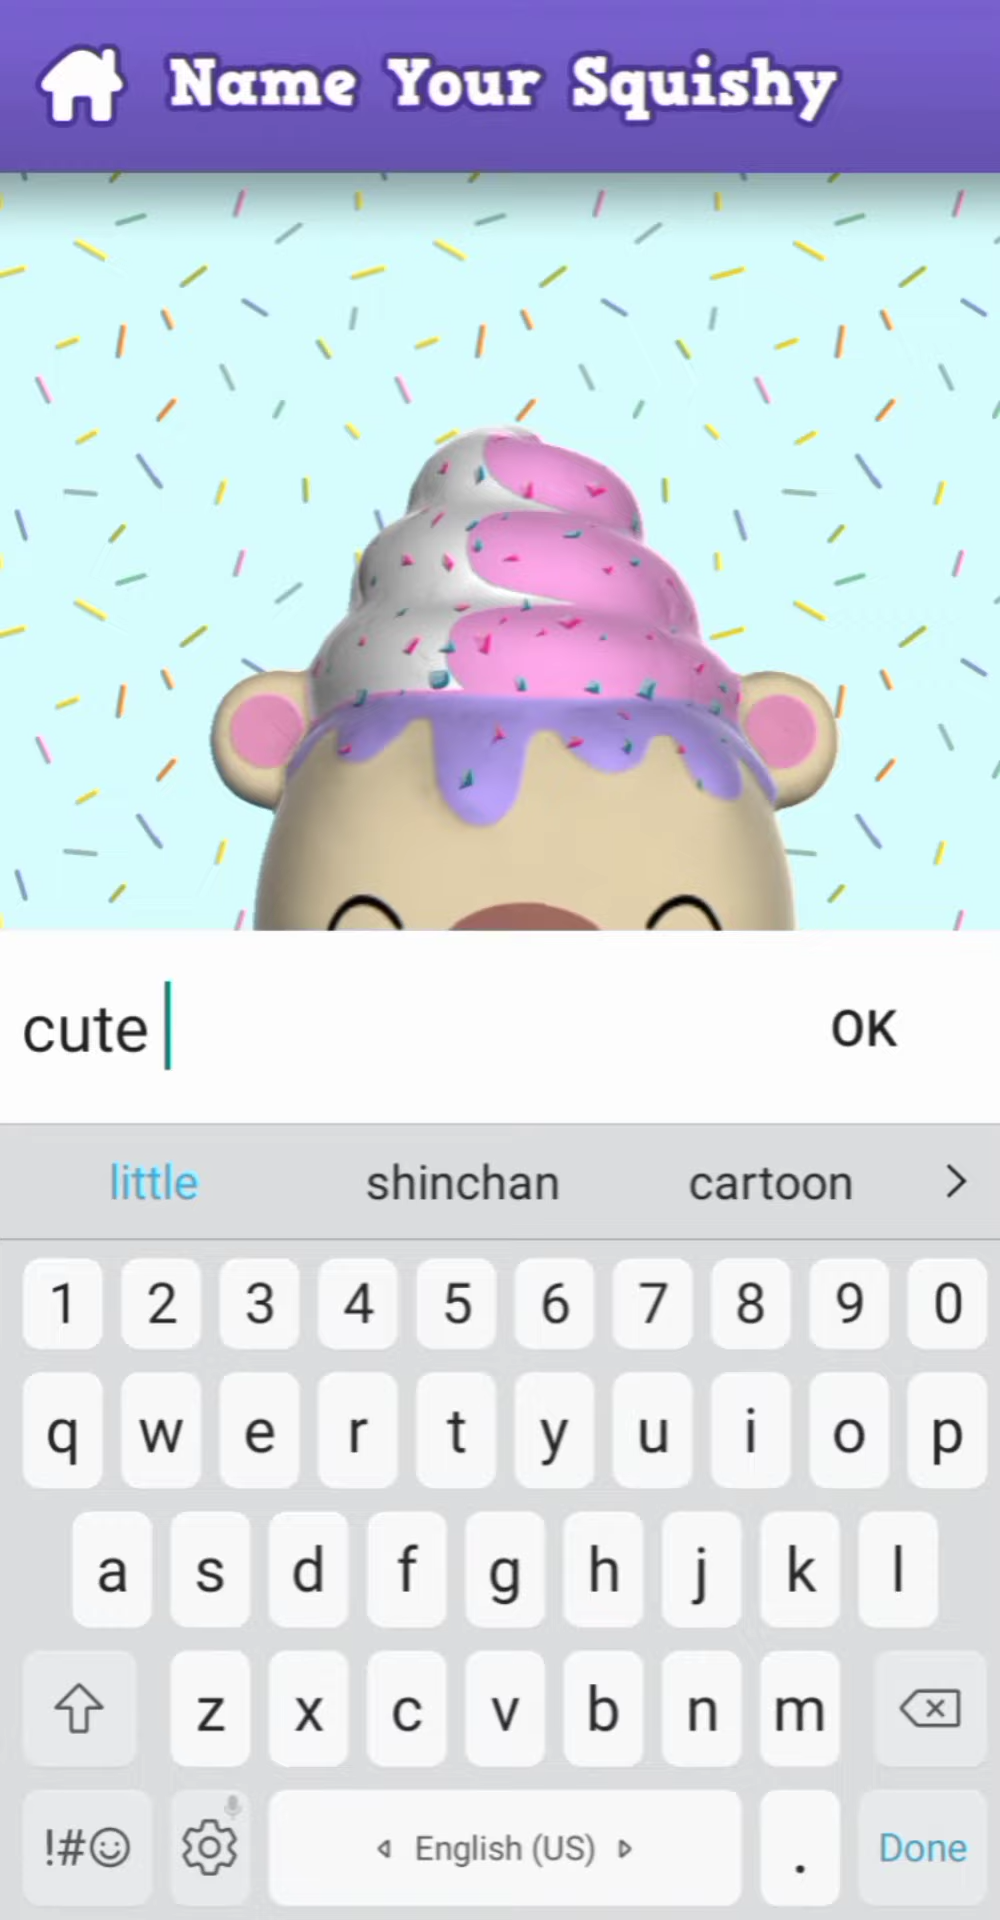 Name Your Squishy
cute
OK
little shinchan cartoon
1 2 3 4 5 6 7 8 9 0
q w e r t y u i o p
a s d f g h j k l
z x c v b n m
!#☺ English (US) . Done